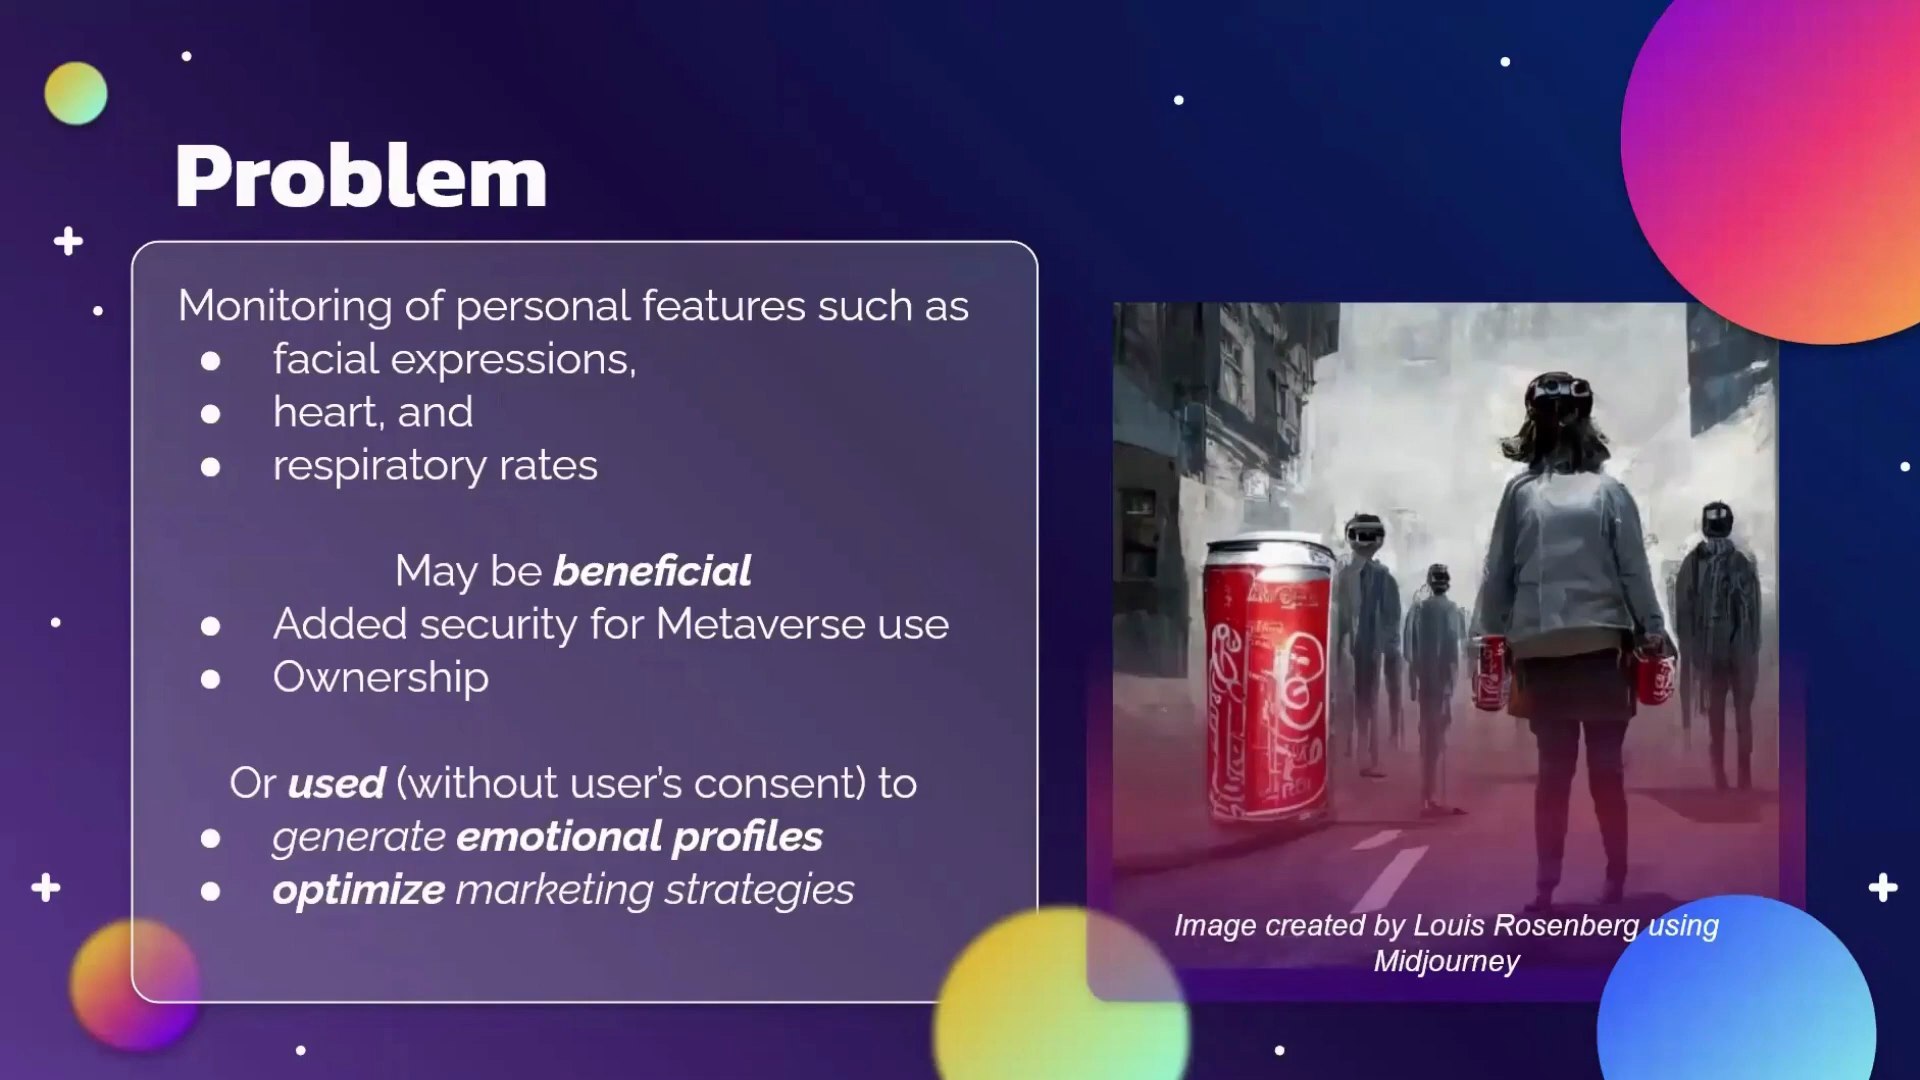 Problem
Monitoring of personal features such as
● facial expressions,
● heart, and
● respiratory rates
May be beneficial
● Added security for Metaverse use
● Ownership
Or used (without user's consent) to
● generate emotional profiles
● optimize marketing strategies
Image created by Louis Rosenberg using
Midjourney